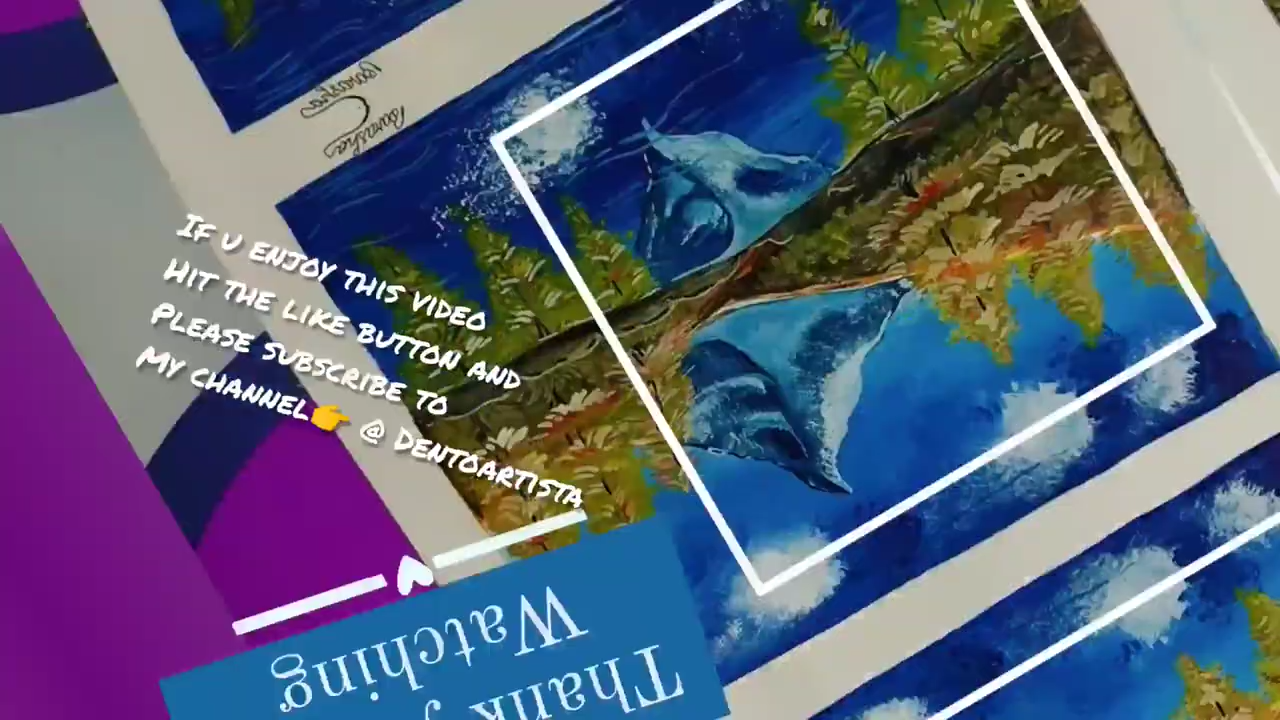 If u enjoy this video
Hit the like button and
please subscribe to
My channel👉 @ Dentoartista
Thank
Watching